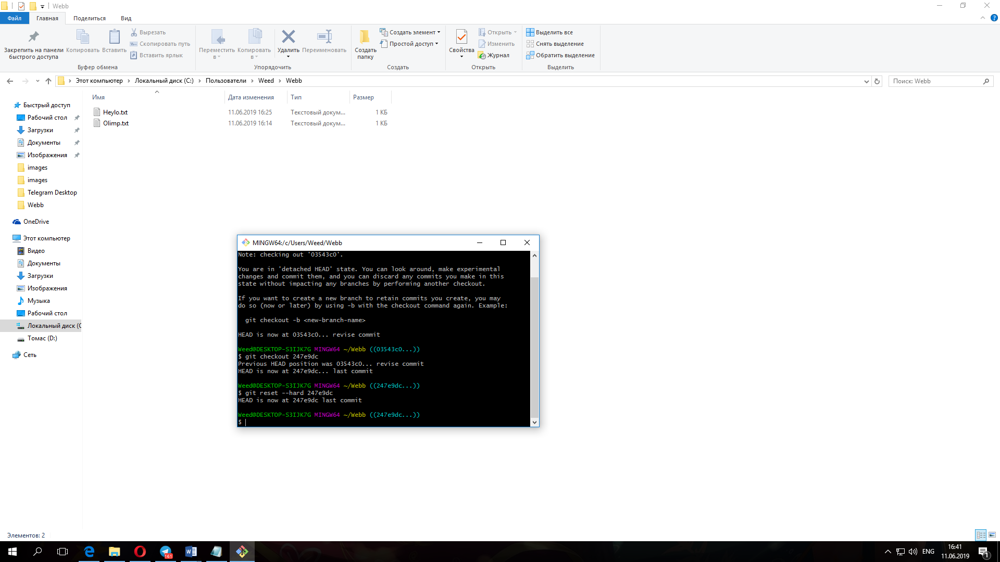 Webb
Файл
Главная
Поделиться
Вид
Закрепить на панели
быстрого доступа
Копировать
Вставить
Вырезать
Скопировать путь
Вставить ярлык
Буфер обмена
Переместить
в
Копировать
в
Удалить
Переименовать
Упорядочить
Создать
папку
Создать элемент
Простой доступ
Создать
Свойства
Открыть
Изменить
Журнал
Открыть
Выделить все
Снять выделение
Обратить выделение
Выделить
Этот компьютер
Локальный диск (C:)
Пользователи
Weed
Webb
Поиск: Webb
Имя Дата изменения Тип Размер
Heylo.txt 11.06.2019 16:25 Текстовый докум... 1 КБ
Olimp.txt 11.06.2019 16:14 Текстовый докум... 1 КБ
Быстрый доступ
Рабочий стол
Загрузки
Документы
Изображения
images
images
Telegram Desktop
Webb
OneDrive
Этот компьютер
Видео
Документы
Загрузки
Изображения
Музыка
Рабочий стол
Локальный диск (C
Томас (D:)
Сеть
MINGW64:/c/Users/Weed/Webb
Note: checking out '03543c0'.
You are in 'detached HEAD' state. You can look around, make experimental
changes and commit them, and you can discard any commits you make in this
state without impacting any branches by performing another checkout.
If you want to create a new branch to retain commits you create, you may
do so (now or later) by using -b with the checkout command again. Example:
git checkout -b <new-branch-name>
HEAD is now at 03543c0... revise commit
Weed@DESKTOP-S3IJK7G MINGW64 ~/Webb ((03543c0...))
$ git checkout 247e9dc
Previous HEAD position was 03543c0... revise commit
HEAD is now at 247e9dc... last commit
Weed@DESKTOP-S3IJK7G MINGW64 ~/Webb ((247e9dc...))
$ git reset --hard 247e9dc
HEAD is now at 247e9dc last commit
Weed@DESKTOP-S3IJK7G MINGW64 ~/Webb ((247e9dc...))
$
Элементов: 2
161
ENG
16:41
11.06.2019
1